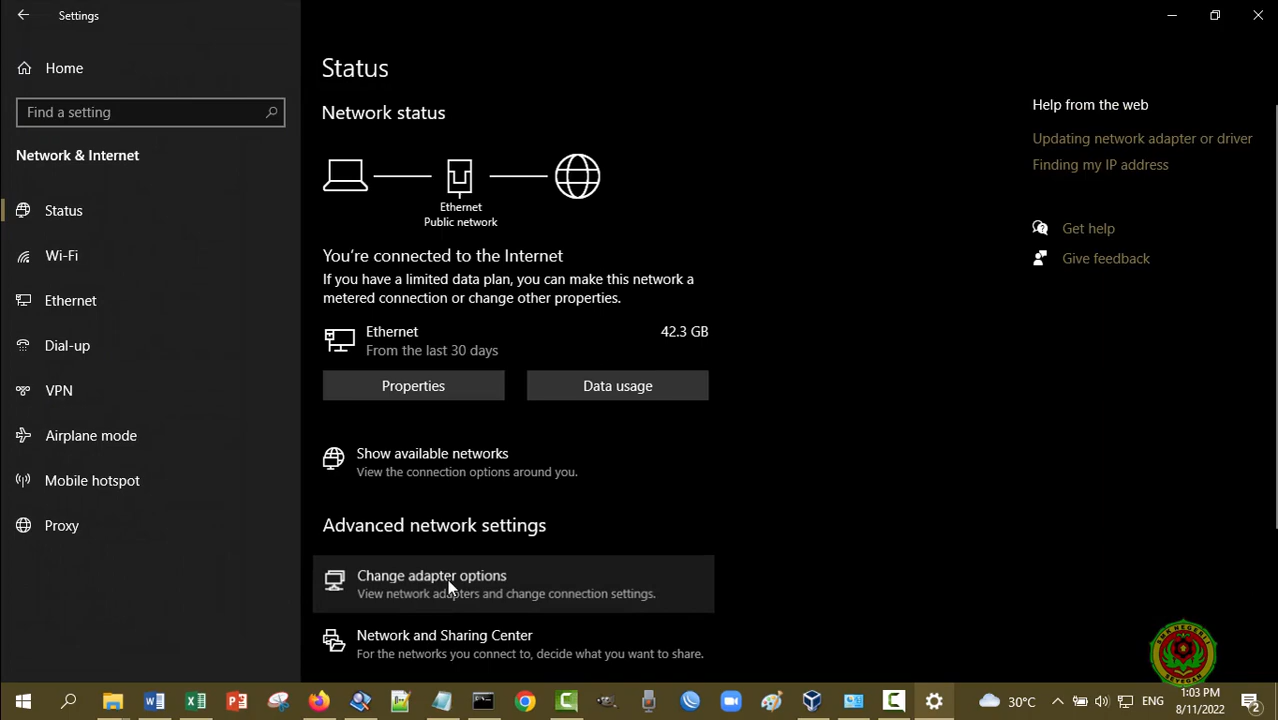 Settings
Home
Find a setting
Network & Internet
Status
Wi-Fi
Ethernet
Dial-up
VPN
Airplane mode
Mobile hotspot
Proxy
Status
Network status
Ethernet
Public network
You're connected to the Internet
If you have a limited data plan, you can make this network a
metered connection or change other properties.
Ethernet 42.3 GB
From the last 30 days
Properties Data usage
Show available networks
View the connection options around you.
Advanced network settings
Change adapter options
View network adapters and change connection settings.
Network and Sharing Center
For the networks you connect to, decide what you want to share.
Help from the web
Updating network adapter or driver
Finding my IP address
Get help
Give feedback
30°C
ENG
1:03 PM
8/11/2022
2